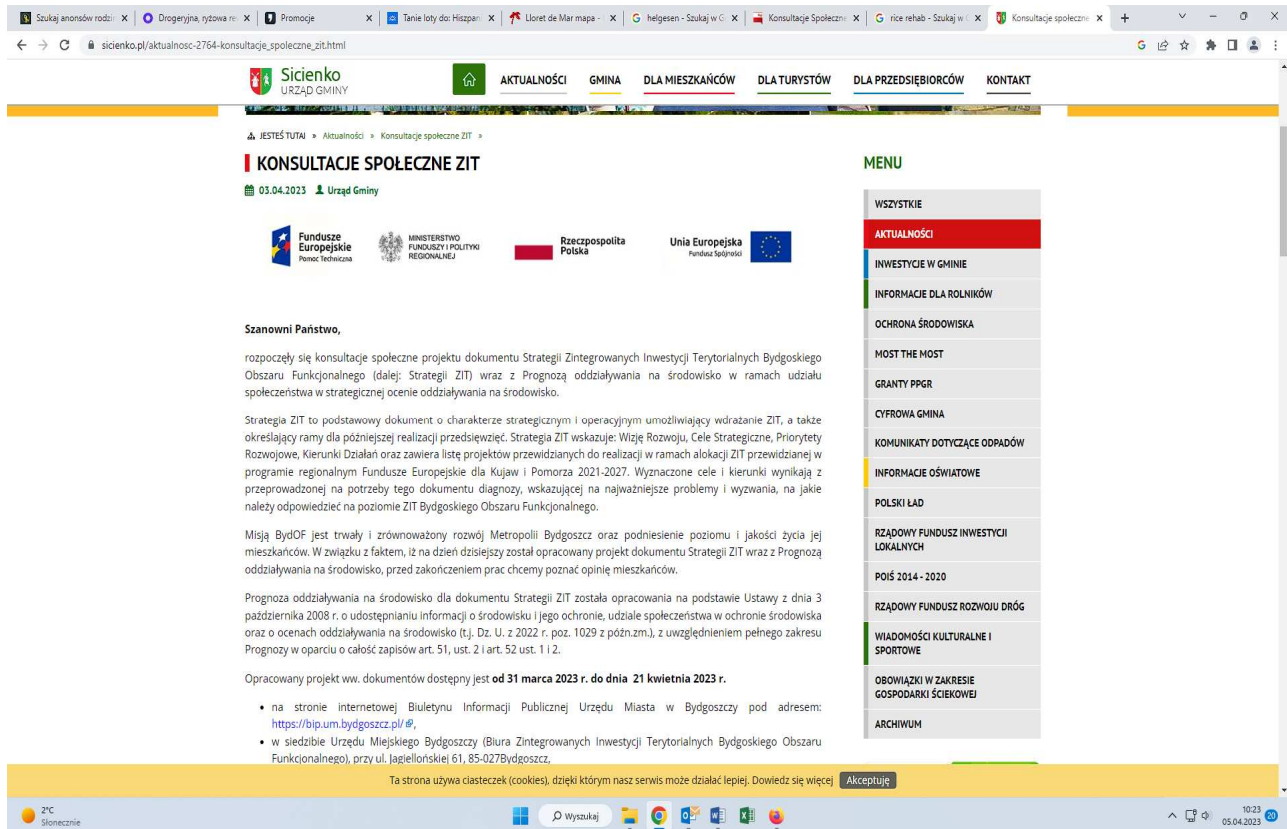 Szukaj anonsów rodzin
Drogeryjna, ryżowa re
Promocje
Tanie loty do: Hiszpan
Lloret de Mar mapa -
helgesen - Szukaj w G
Konsultacje Społeczne
rice rehab - Szukaj w G
Konsultacje społeczne
sicienko.pl/aktualnosc-2764-konsultacje_spoleczne_zit.html
Sicienko
URZĄD GMINY
AKTUALNOŚCI GMINA DLA MIESZKAŃCÓW DLA TURYSTÓW DLA PRZEDSIĘBIORCÓW KONTAKT
JESTEŚ TUTAJ » Aktualności » Konsultacje społeczne ZIT »
KONSULTACJE SPOŁECZNE ZIT
03.04.2023 Urząd Gminy
Fundusze
Europejskie
Pomoc Techniczna
MINISTERSTWO
FUNDUSZY I POLITYKI
REGIONALNEJ
Rzeczpospolita
Polska
Unia Europejska
Fundusz Spójności
Szanowni Państwo,
rozpoczęły się konsultacje społeczne projektu dokumentu Strategii Zintegrowanych Inwestycji Terytorialnych Bydgoskiego
Obszaru Funkcjonalnego (dalej: Strategii ZIT) wraz z Prognozą oddziaływania na środowisko w ramach udziału
społeczeństwa w strategicznej ocenie oddziaływania na środowisko.
Strategia ZIT to podstawowy dokument o charakterze strategicznym i operacyjnym umożliwiający wdrażanie ZIT, a także
określający ramy dla późniejszej realizacji przedsięwzięć. Strategia ZIT wskazuje: Wizję Rozwoju, Cele Strategiczne, Priorytety
Rozwojowe, Kierunki Działań oraz zawiera listę projektów przewidzianych do realizacji w ramach alokacji ZIT przewidzianej w
programie regionalnym Fundusze Europejskie dla Kujaw i Pomorza 2021-2027. Wyznaczone cele i kierunki wynikają z
przeprowadzonej na potrzeby tego dokumentu diagnozy, wskazującej na najważniejsze problemy i wyzwania, na jakie
należy odpowiedzieć na poziomie ZIT Bydgoskiego Obszaru Funkcjonalnego.
Misją BydOF jest trwały i zrównoważony rozwój Metropolii Bydgoszcz oraz podniesienie poziomu i jakości życia jej
mieszkańców. W związku z faktem, iż na dzień dzisiejszy został opracowany projekt dokumentu Strategii ZIT wraz z Prognozą
oddziaływania na środowisko, przed zakończeniem prac chcemy poznać opinię mieszkańców.
Prognoza oddziaływania na środowisko dla dokumentu Strategii ZIT została opracowania na podstawie Ustawy z dnia 3
października 2008 r. o udostępnianiu informacji o środowisku i jego ochronie, udziale społeczeństwa w ochronie środowiska
oraz o ocenach oddziaływania na środowisko (t.j. Dz. U. z 2022 r. poz. 1029 z późn.zm.), z uwzględnieniem pełnego zakresu
Prognozy w oparciu o całość zapisów art. 51, ust. 2 i art. 52 ust. 1 i 2.
Opracowany projekt ww. dokumentów dostępny jest od 31 marca 2023 r. do dnia 21 kwietnia 2023 r.
• na stronie internetowej Biuletynu Informacji Publicznej Urzędu Miasta w Bydgoszczy pod adresem:
https://bip.um.bydgoszcz.pl/,
• w siedzibie Urzędu Miejskiego Bydgoszczy (Biura Zintegrowanych Inwestycji Terytorialnych Bydgoskiego Obszaru
Funkcjonalnego), przy ul. Jagiellońskiej 61, 85-027Bydgoszcz,
MENU
WSZYSTKIE
AKTUALNOŚCI
INWESTYCJE W GMINIE
INFORMACJE DLA ROLNIKÓW
OCHRONA ŚRODOWISKA
MOST THE MOST
GRANTY PPGR
CYFROWA GMINA
KOMUNIKATY DOTYCZĄCE ODPADÓW
INFORMACJE OŚWIATOWE
POLSKI ŁAD
RZĄDOWY FUNDUSZ INWESTYCJI
LOKALNYCH
POIŚ 2014 - 2020
RZĄDOWY FUNDUSZ ROZWOJU DRÓG
WIADOMOŚCI KULTURALNE I
SPORTOWE
OBOWIĄZKI W ZAKRESIE
GOSPODARKI ŚCIEKOWEJ
ARCHIWUM
Ta strona używa ciasteczek (cookies), dzięki którym nasz serwis może działać lepiej. Dowiedz się więcej Akceptuję
2°C
Słonecznie
Wyszukaj
10:23
05.04.2023
20